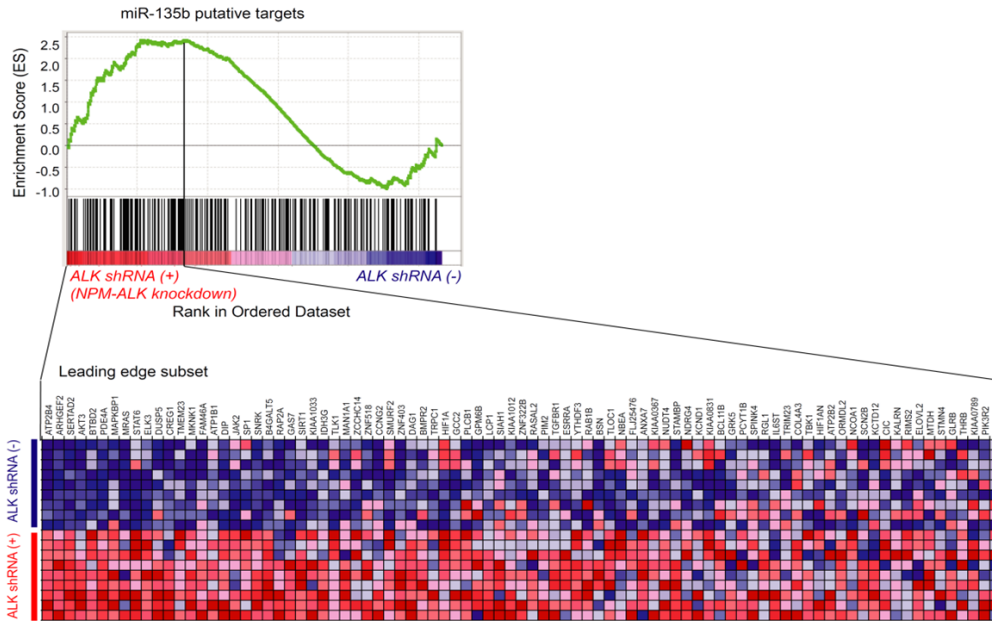 miR-135b putative targets
Enrichment Score (ES)
2.5
2.5
1.5
1.0
0.5
0.0
-0.5
-1.0
ALK shRNA (+)
(NPM-ALK knockdown)
ALK shRNA (-)
Rank in Ordered Dataset
Leading edge subset
ATP2B4
ARHGEF2
SERTAD2
AKT3
BTBD2
PDE4A
MAPKBP1
MRAS
STAT6
ELK3
DUSP5
CREG1
TMEM23
MKNK1
FAM46A
ATP1B1
DIP
JAK2
SP1
SNRK
B4GALT5
RAP2A
GAS7
SIRT1
KIAA1033
IDH3G
TLK1
MAN1A1
ZCCHC14
ZNF518
CCNG2
SMURF2
ZNF403
DAG1
BMPR2
TRPC1
HIF1A
GCC2
PLCB1
GPM6B
LCP1
SIAH1
KIAA1012
ZNF322B
RASAL2
PIM2
TGFBR1
ESRRA
YTHDF3
RAB1B
BSN
TLOC1
NBEA
FLJ25476
ANXA7
KIAA0367
NUDT4
STAMBP
NDRG4
KCND1
KIAA0831
BCL11B
GRK5
PCYT1B
SPINK4
RGL1
IL6ST
TRIM23
COL4A3
TBK1
HIF1AN
ATP2B2
ORMDL2
NCOA1
SCN2B
KCTD12
CIC
KALRN
RIMS2
ELOVL2
MTDH
STMN4
GLRB
THRB
KIAA0789
PIK3R2
ALK shRNA (-)
ALK shRNA (+)